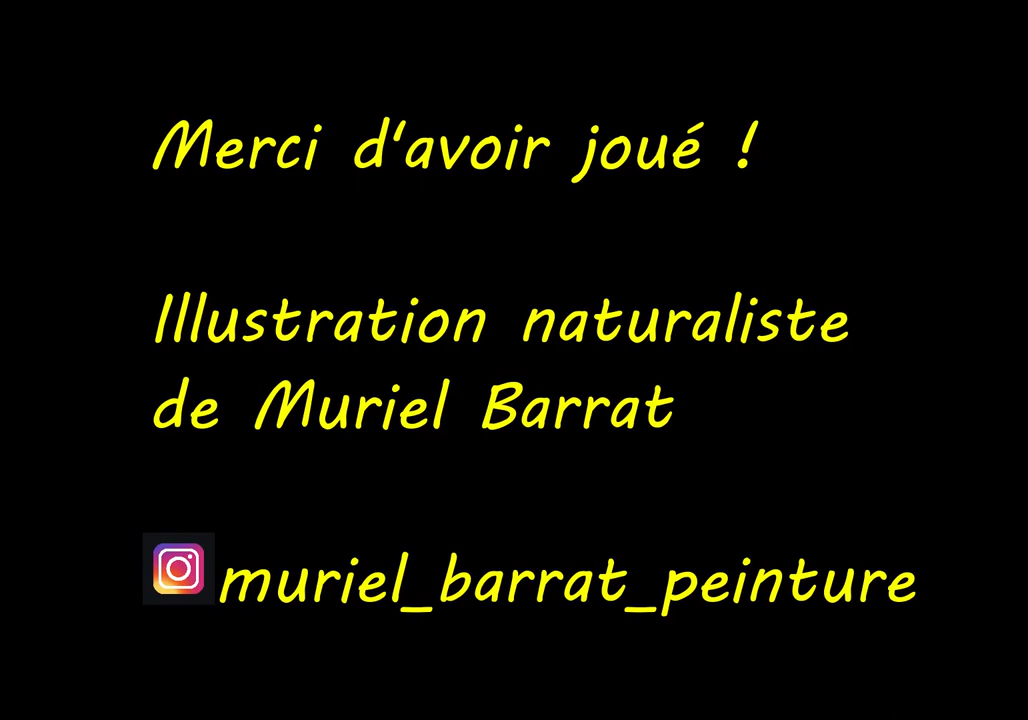 Merci d'avoir joué !
Illustration naturaliste
de Muriel Barrat
muriel_barrat_peinture